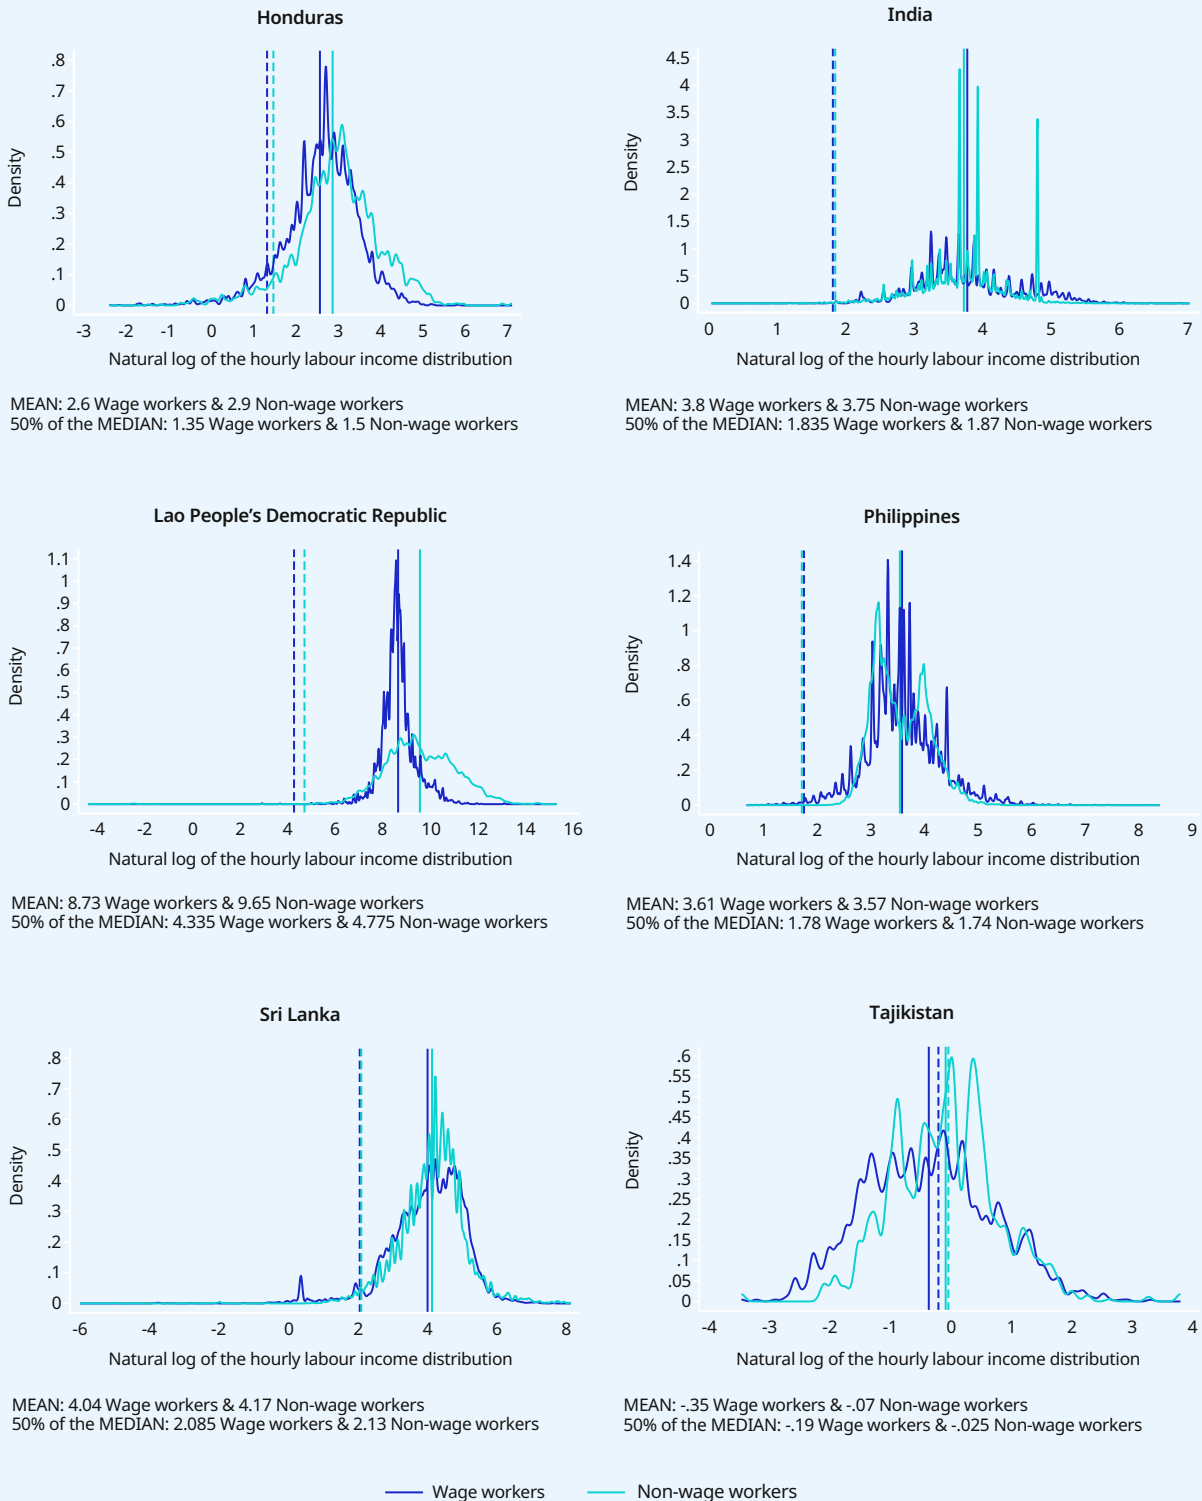 Honduras
Density
.8
.7
.6
.5
.4
.3
.2
.1
0
-3 -2 -1 0 1 2 3 4 5 6 7
Natural log of the hourly labour income distribution
MEAN: 2.6 Wage workers & 2.9 Non-wage workers
50% of the MEDIAN: 1.35 Wage workers & 1.5 Non-wage workers
India
Density
4.5
4
3.5
3
2.5
2
1.5
1
.5
0
0 1 2 3 4 5 6 7
Natural log of the hourly labour income distribution
MEAN: 3.8 Wage workers & 3.75 Non-wage workers
50% of the MEDIAN: 1.835 Wage workers & 1.87 Non-wage workers
Lao People’s Democratic Republic
Density
1.1
1
.9
.8
.7
.6
.5
.4
.3
.2
.1
0
-4 -2 0 2 4 6 8 10 12 14 16
Natural log of the hourly labour income distribution
MEAN: 8.73 Wage workers & 9.65 Non-wage workers
50% of the MEDIAN: 4.335 Wage workers & 4.775 Non-wage workers
Philippines
Density
1.4
1.2
1
.8
.6
.4
.2
0
0 1 2 3 4 5 6 7 8 9
Natural log of the hourly labour income distribution
MEAN: 3.61 Wage workers & 3.57 Non-wage workers
50% of the MEDIAN: 1.78 Wage workers & 1.74 Non-wage workers
Sri Lanka
Density
.8
.7
.6
.5
.4
.3
.2
.1
0
-6 -4 -2 0 2 4 6 8
Natural log of the hourly labour income distribution
MEAN: 4.04 Wage workers & 4.17 Non-wage workers
50% of the MEDIAN: 2.085 Wage workers & 2.13 Non-wage workers
Tajikistan
Density
.6
.55
.5
.45
.4
.35
.3
.25
.2
.15
.1
.05
0
-4 -3 -2 -1 0 1 2 3 4
Natural log of the hourly labour income distribution
MEAN: -.35 Wage workers & -.07 Non-wage workers
50% of the MEDIAN: -.19 Wage workers & -.025 Non-wage workers
Wage workers
Non-wage workers